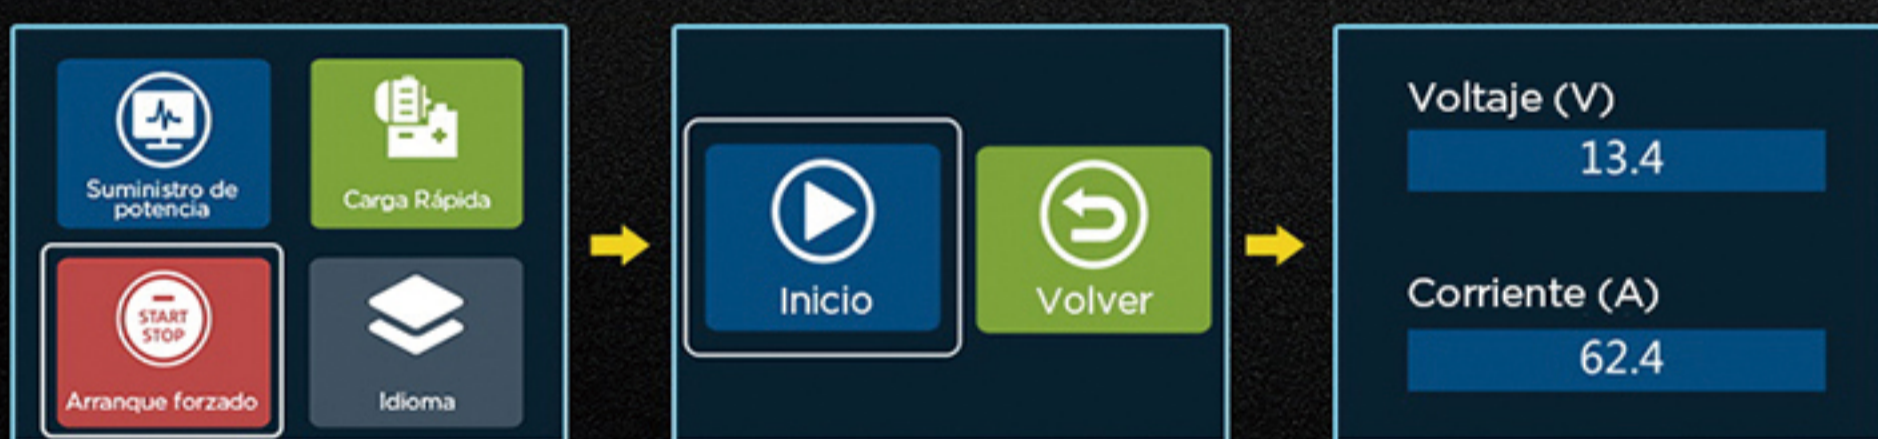 Suministro de
potencia
Carga Rápida
START
STOP
Arranque forzado
Idioma
Inicio
Volver
Voltaje (V)
13.4
Corriente (A)
62.4